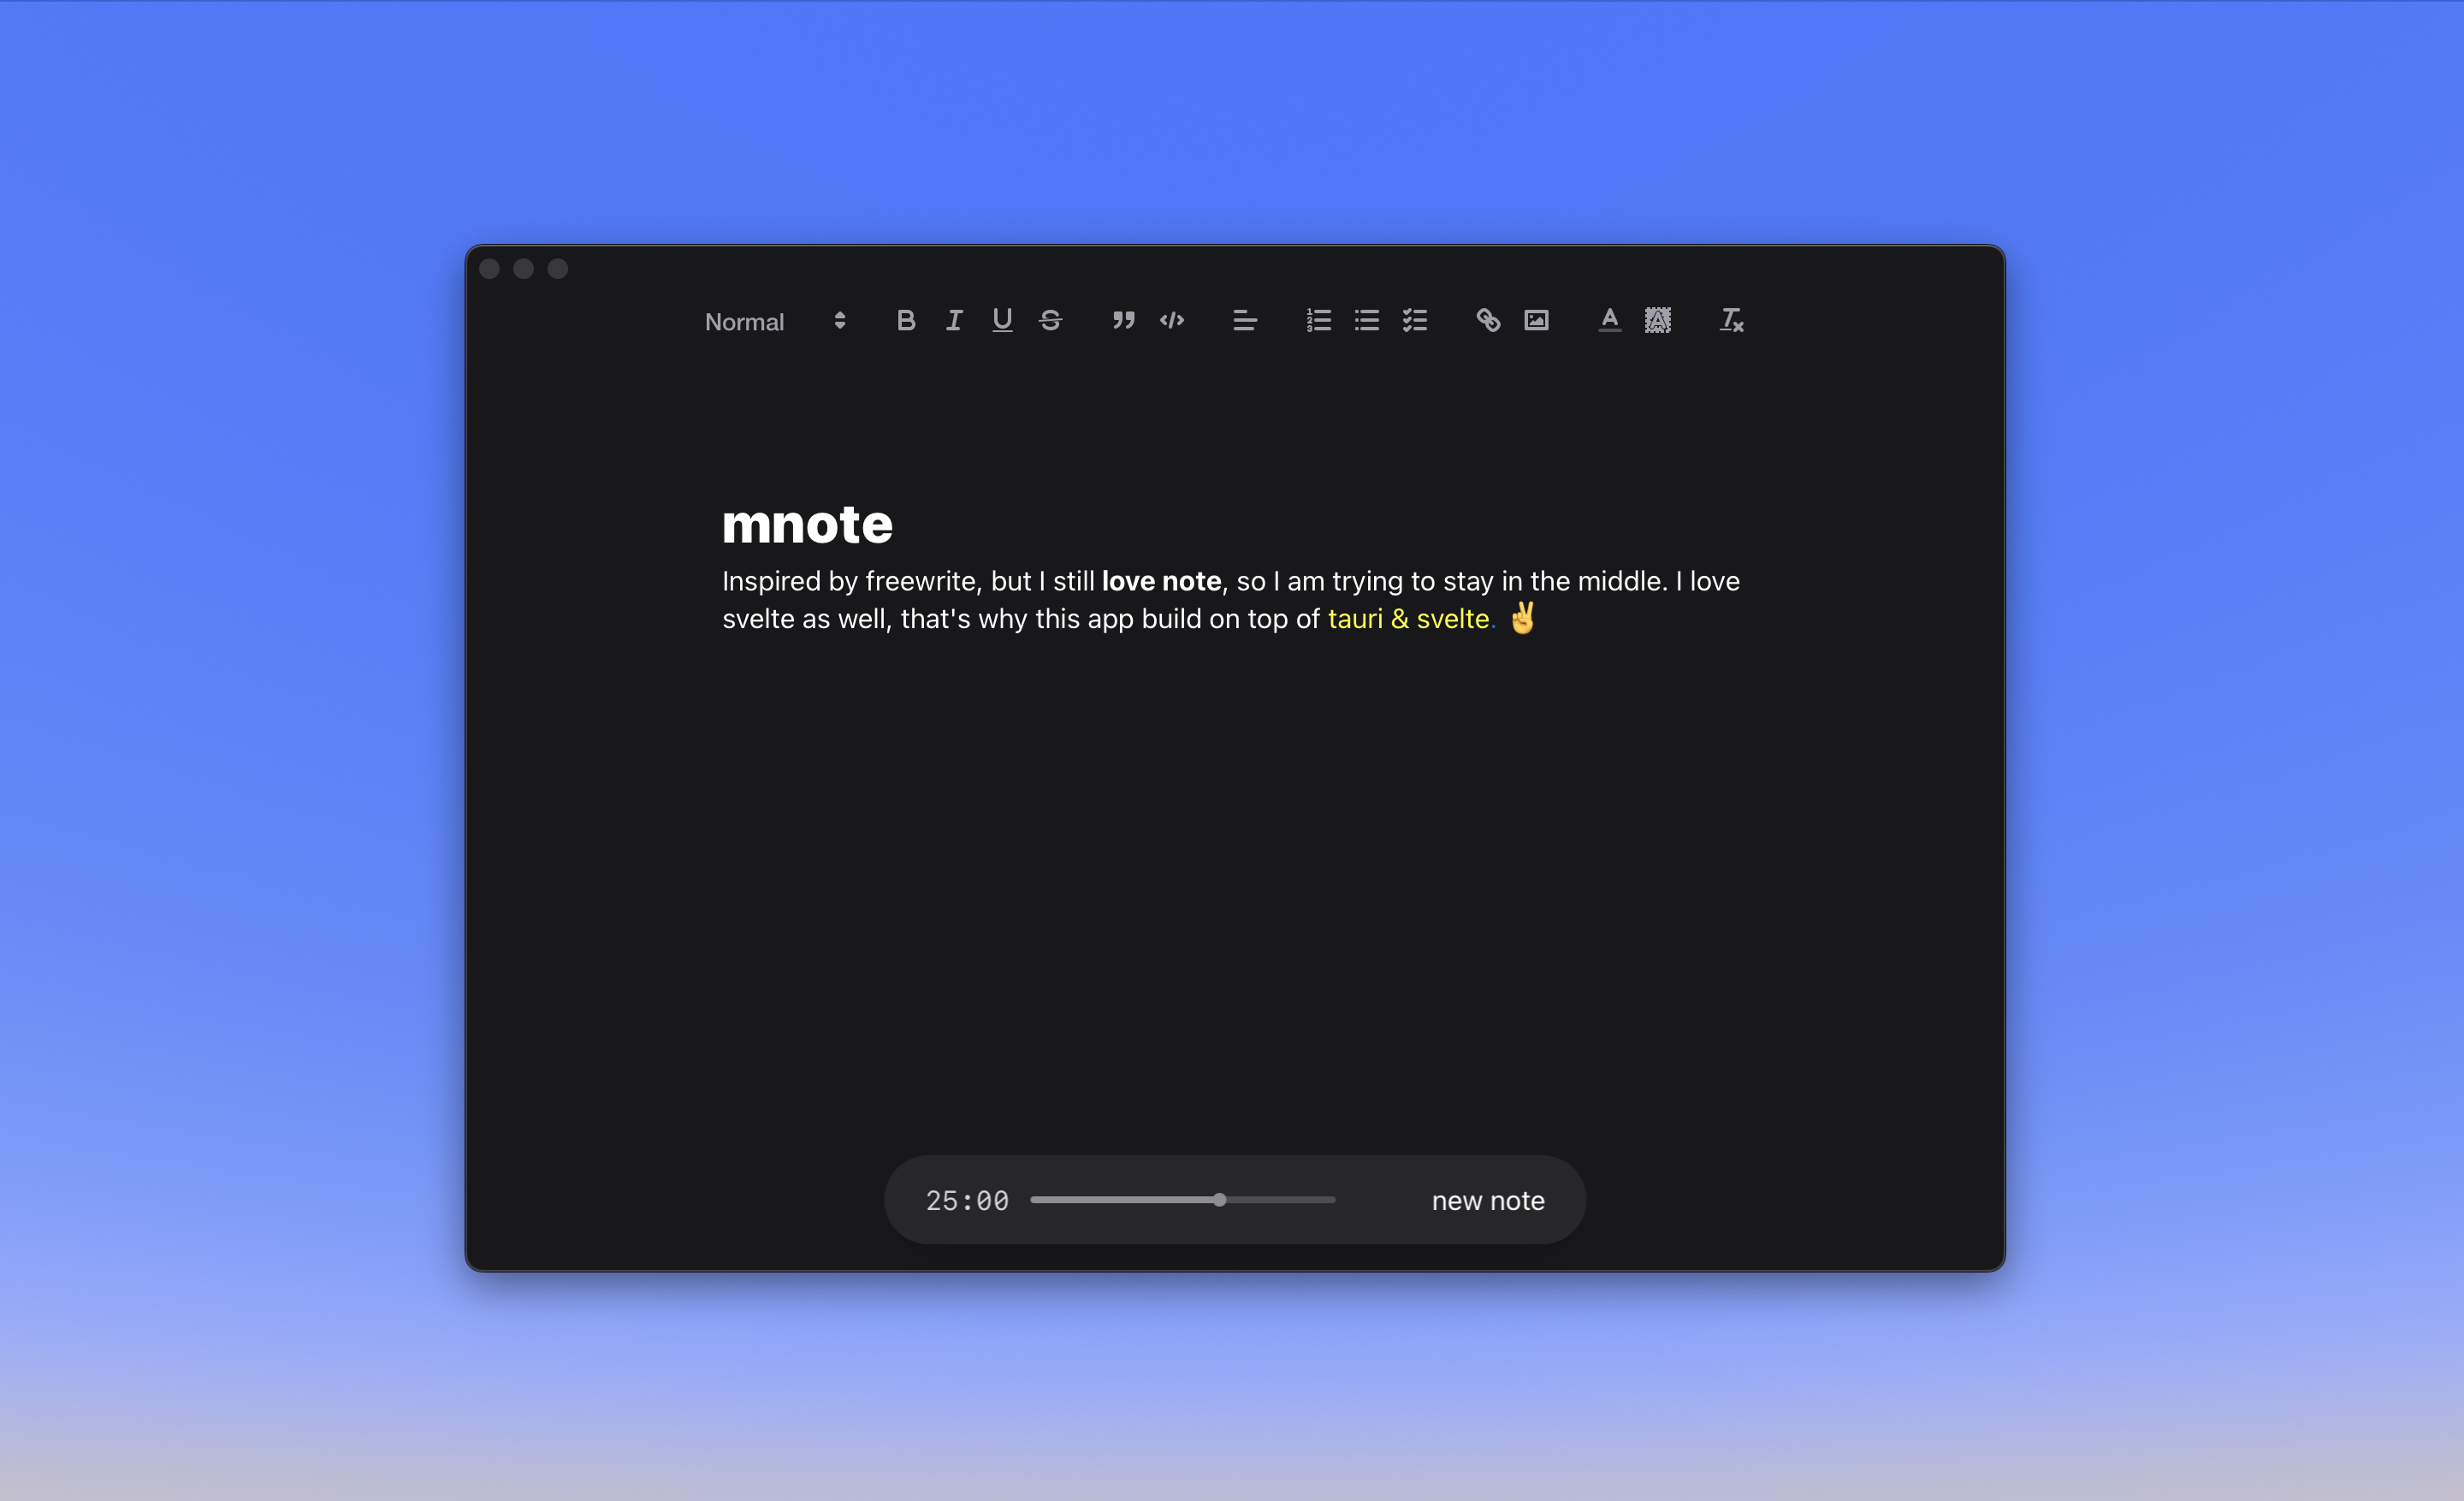 Normal
mnote
Inspired by freewrite, but I still love note, so I am trying to stay in the middle. I love
svelte as well, that's why this app build on top of tauri & svelte. ✌️
25:00 new note